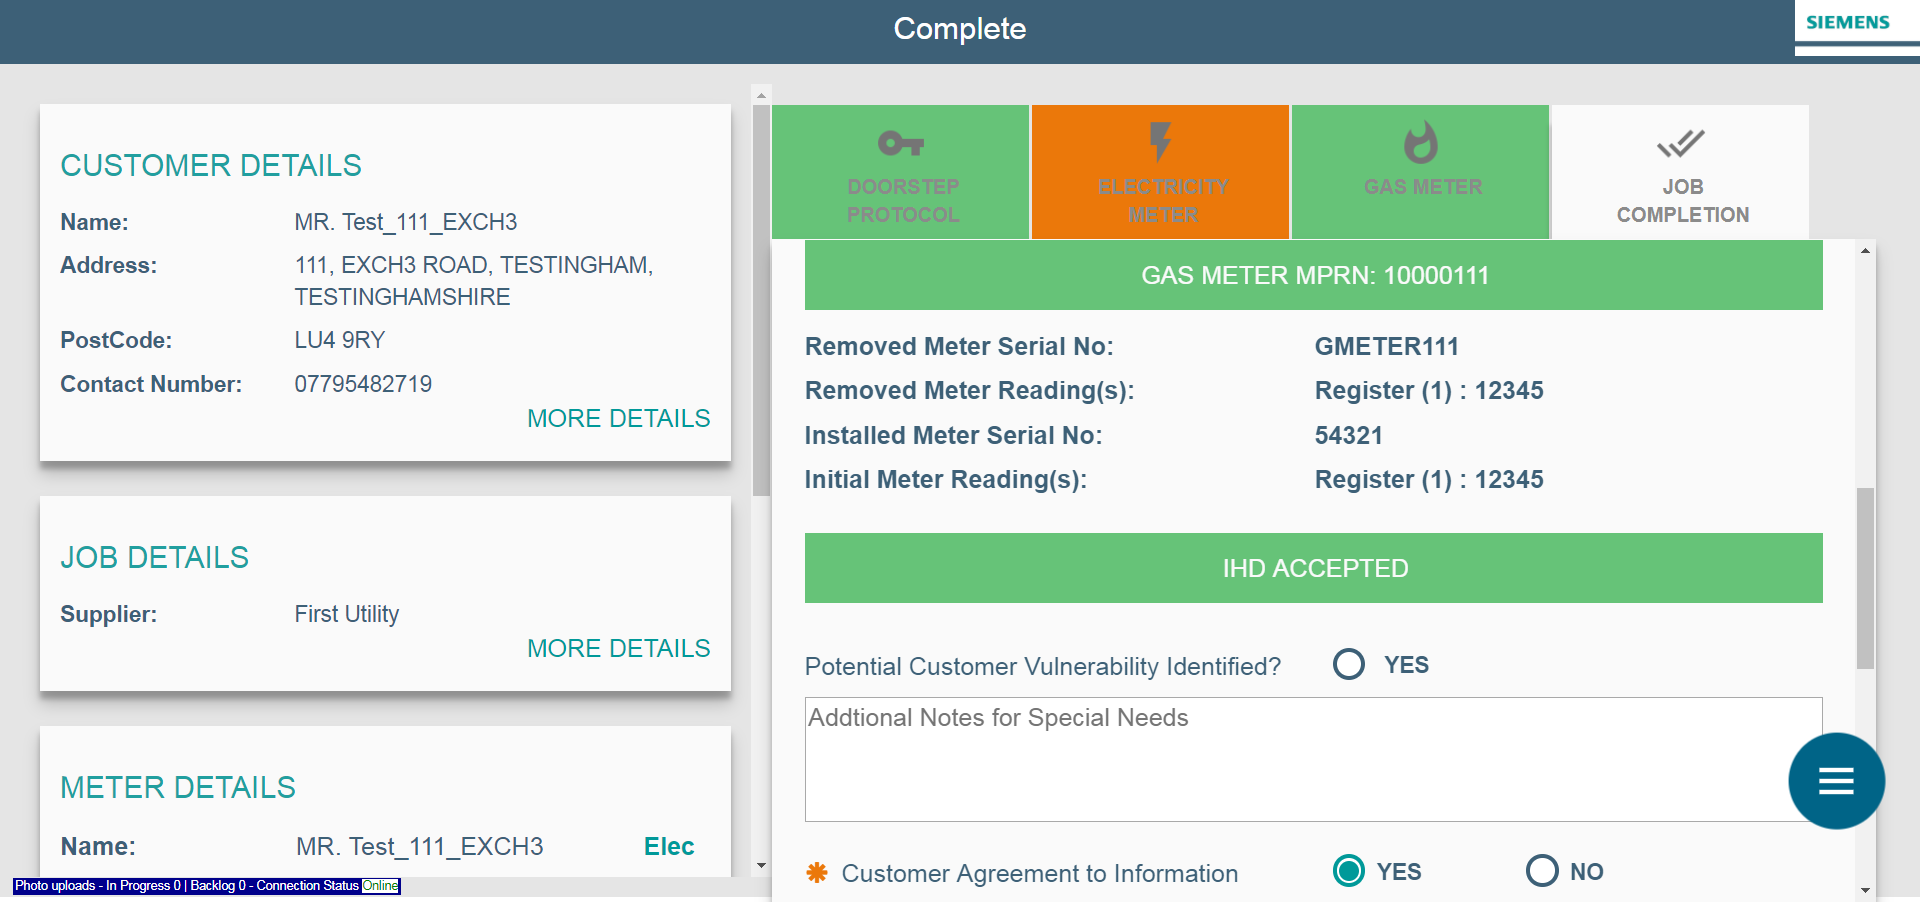 Complete
SIEMENS
CUSTOMER DETAILS
Name: MR. Test_111_EXCH3
Address: 111, EXCH3 ROAD, TESTINGHAM,
TESTINGHAMSHIRE
PostCode: LU4 9RY
Contact Number: 07795482719
MORE DETAILS
JOB DETAILS
Supplier: First Utility
MORE DETAILS
METER DETAILS
Name: MR. Test_111_EXCH3 Elec
Photo uploads - In Progress 0 | Backlog 0 - Connection Status Online
DOORSTEP
PROTOCOL
ELECTRICITY
METER
GAS METER
JOB
COMPLETION
GAS METER MPRN: 10000111
Removed Meter Serial No: GMETER111
Removed Meter Reading(s): Register (1) : 12345
Installed Meter Serial No: 54321
Initial Meter Reading(s): Register (1) : 12345
IHD ACCEPTED
Potential Customer Vulnerability Identified? YES
Addtional Notes for Special Needs
Customer Agreement to Information YES NO